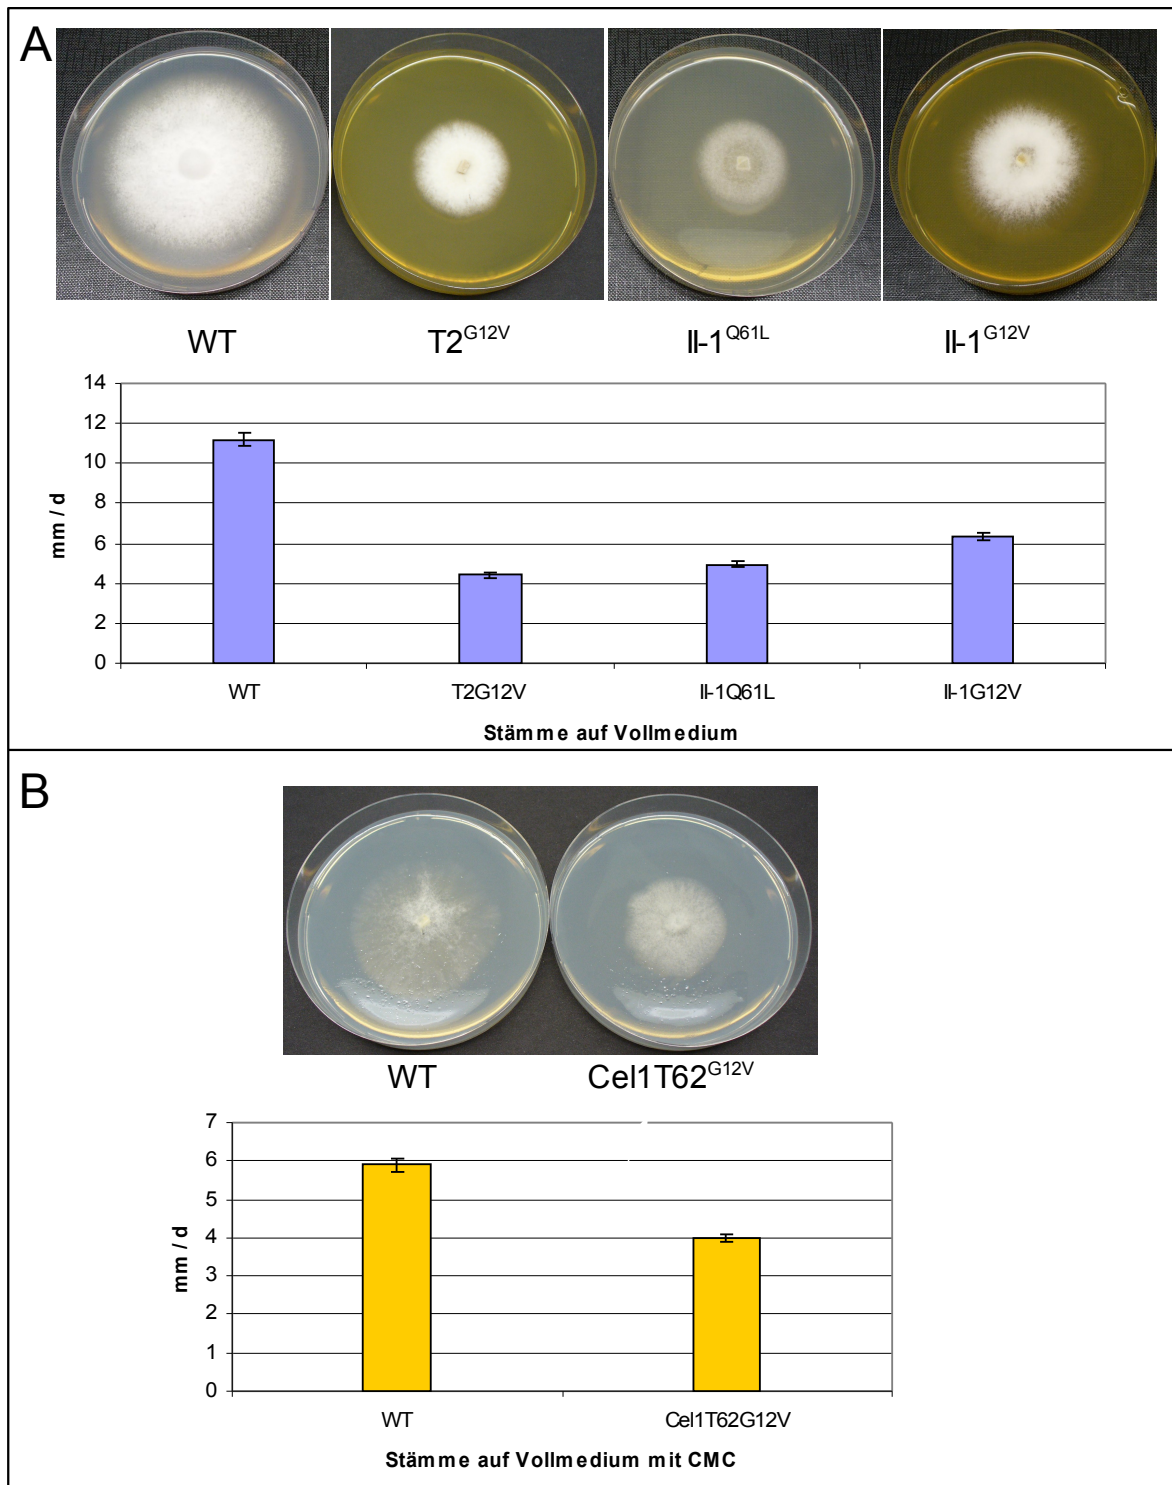 A
WT T2G12V II-1Q61L II-1G12V
14
12
10
8
6
4
2
0
mm / d
WT T2G12V II-1Q61L II-1G12V
Stämme auf Vollmedium
B
WT Cel1T62G12V
7
6
5
4
3
2
1
0
mm / d
WT Cel1T62G12V
Stämme auf Vollmedium mit CMC